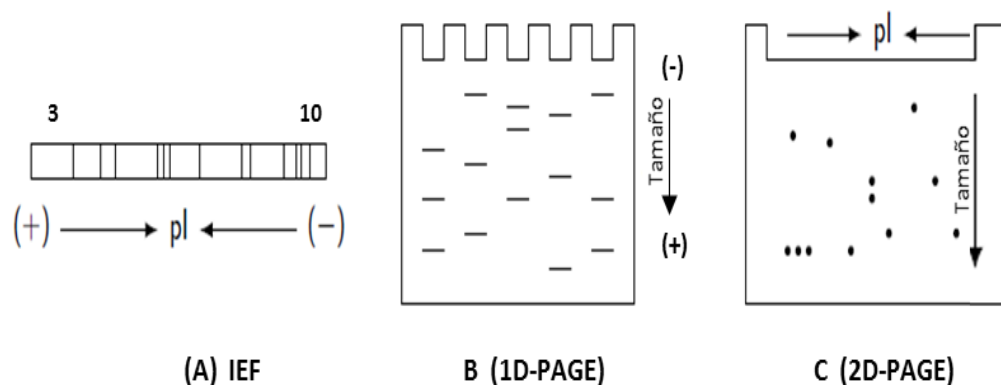 3 10
(+) pI (−)
(A) IEF
(-)
Tamaño
(+)
B (1D-PAGE)
pI
Tamaño
C (2D-PAGE)